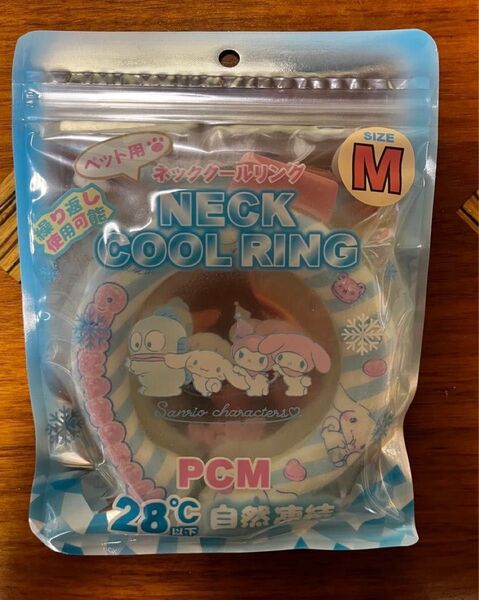 SIZE
M
ペット用
ネッククールリング
繰り返し
使用可能
NECK
COOL RING
Sanrio characters♡
PCM
28℃以下 自然凍結